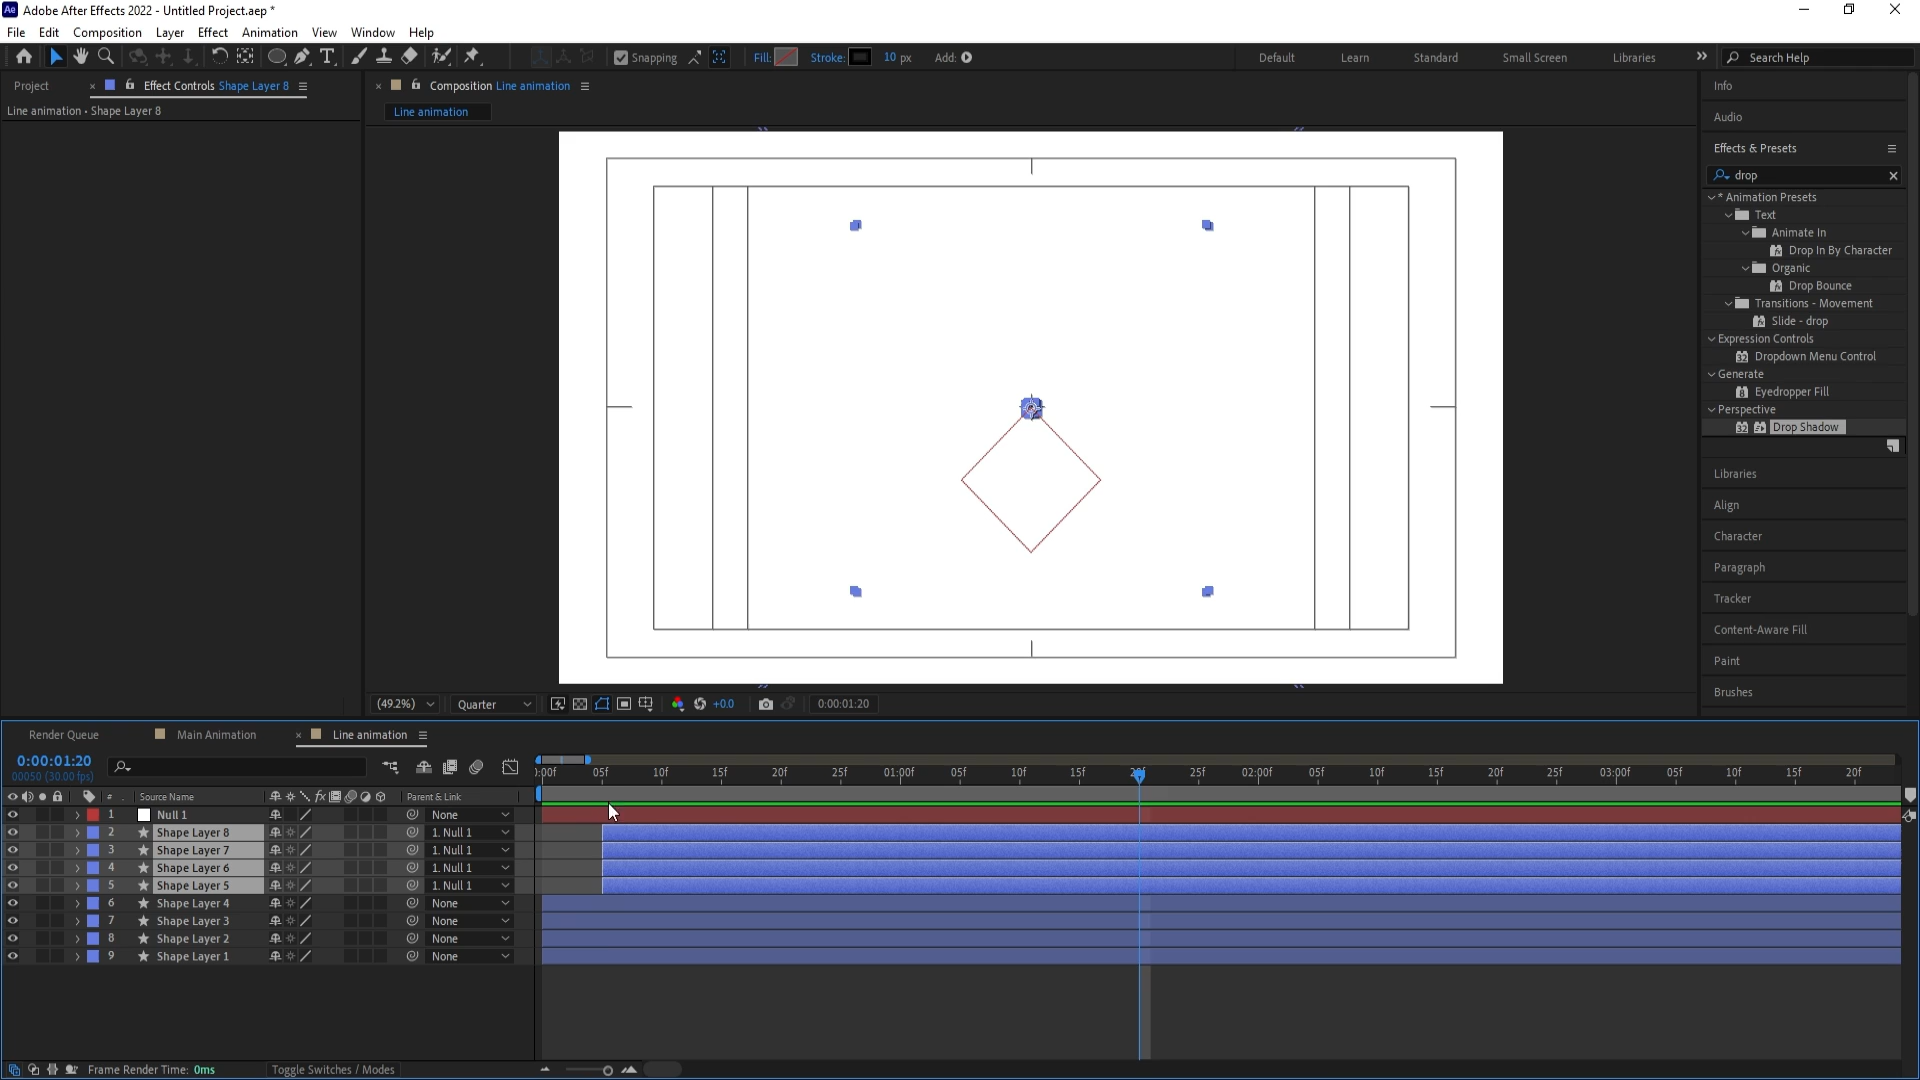 Adobe After Effects 2022 - Untitled Project.aep *
File Edit Composition Layer Effect Animation View Window Help
Snapping Fill: Stroke: 10 px Add: Default Learn Standard Small Screen Libraries Search Help
Project Effect Controls Shape Layer 8
Line animation • Shape Layer 8
Composition Line animation
Line animation
Info
Audio
Effects & Presets
drop
* Animation Presets
Text
Animate In
Drop In By Character
Organic
Drop Bounce
Transitions - Movement
Slide - drop
Expression Controls
Dropdown Menu Control
Generate
Eyedropper Fill
Perspective
Drop Shadow
Libraries
Align
Character
Paragraph
Tracker
Content-Aware Fill
Paint
Brushes
(49.2%) Quarter +0.0 0:00:01:20
Render Queue Main Animation Line animation
0:00:01:20
00050 (30.00 fps)
:00f 05f 10f 15f 20f 25f 01:00f 05f 10f 15f 20f 25f 02:00f 05f 10f 15f 20f 25f 03:00f 05f 10f 15f 20f
# Source Name fx Parent & Link
1 Null 1 None
2 Shape Layer 8 1. Null 1
3 Shape Layer 7 1. Null 1
4 Shape Layer 6 1. Null 1
5 Shape Layer 5 1. Null 1
6 Shape Layer 4 None
7 Shape Layer 3 None
8 Shape Layer 2 None
9 Shape Layer 1 None
Frame Render Time: 0ms Toggle Switches / Modes